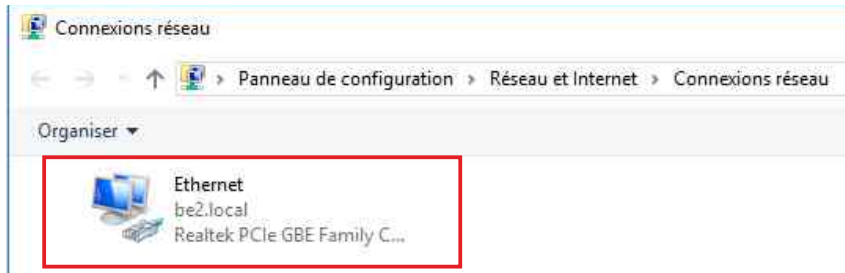 Connexions réseau
Panneau de configuration > Réseau et Internet > Connexions réseau
Organiser
Ethernet
be2.local
Realtek PCIe GBE Family C...